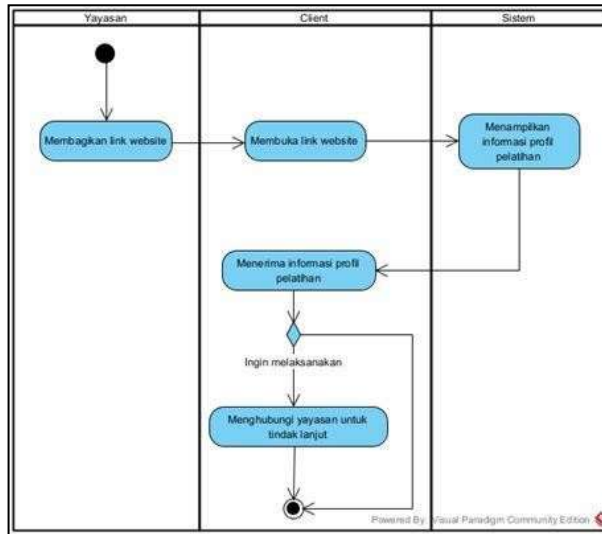 Yayasan
Client
Sistem
Membagikan link website
Membuka link website
Menampilkan
informasi profil
pelatihan
Menerima informasi profil
pelatihan
Ingin melaksanakan
Menghubungi yayasan untuk
tindak lanjut
Powered By Visual Paradigm Community Edition